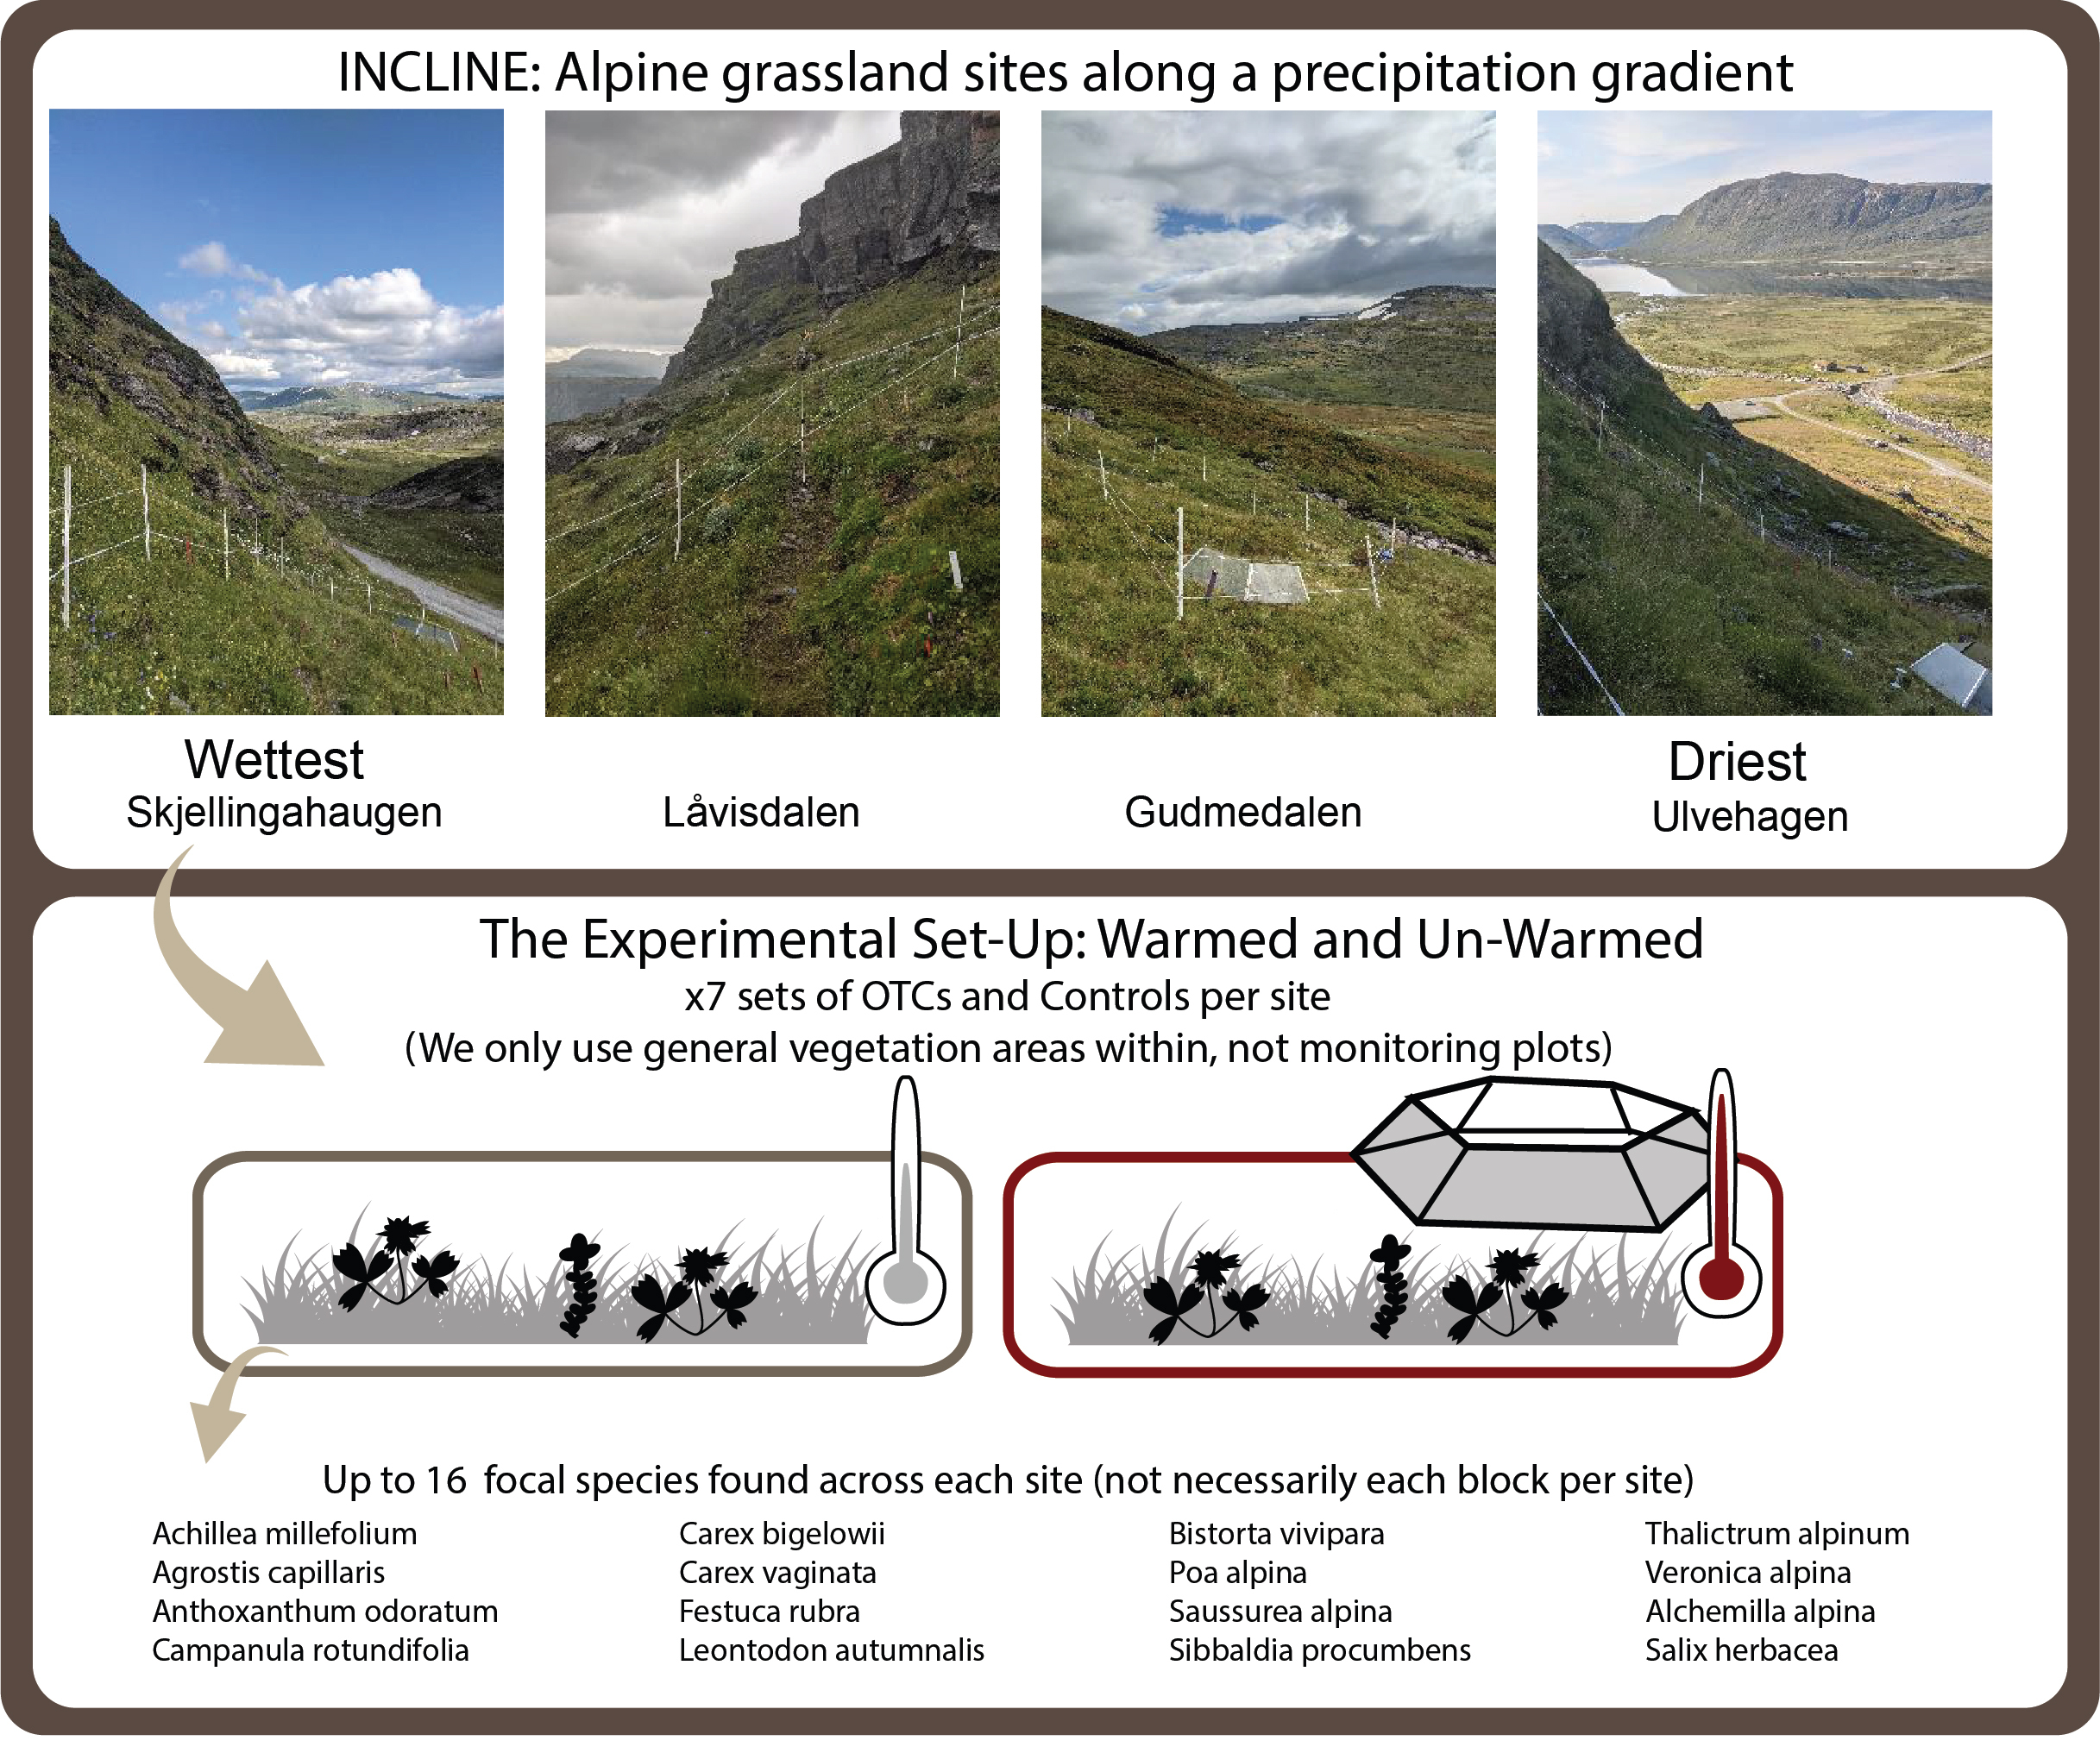 INCLINE: Alpine grassland sites along a precipitation gradient
Wettest
Driest
Skjellingahaugen
Låvisdalen
Gudmedalen
Ulvehagen
The Experimental Set-Up: Warmed and Un-Warmed
x7 sets of OTCs and Controls per site
(We only use general vegetation areas within, not monitoring plots)
Up to 16 focal species found across each site (not necessarily each block per site)
Achillea millefolium
Agrostis capillaris
Anthoxanthum odoratum
Campanula rotundifolia
Carex bigelowii
Carex vaginata
Festuca rubra
Leontodon autumnalis
Bistorta vivipara
Poa alpina
Saussurea alpina
Sibbaldia procumbens
Thalictrum alpinum
Veronica alpina
Alchemilla alpina
Salix herbacea